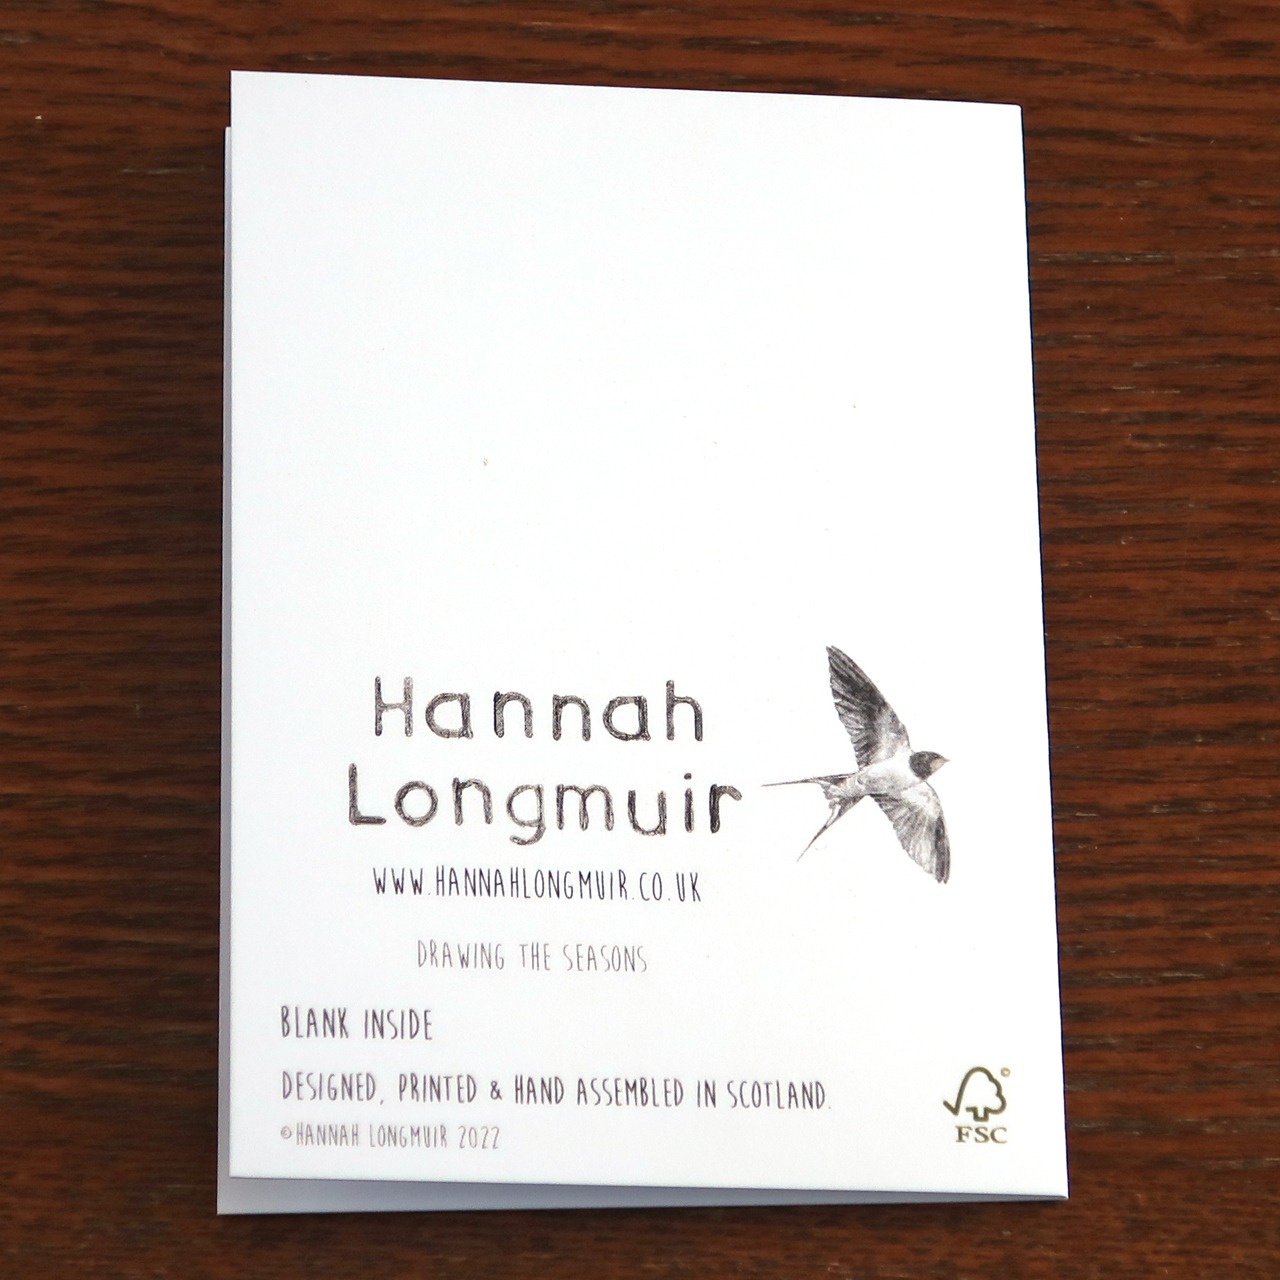 Hannah
Longmuir
WWW.HANNAHLONGMUIR.CO.UK
DRAWING THE SEASONS
BLANK INSIDE
DESIGNED, PRINTED & HAND ASSEMBLED IN SCOTLAND.
©HANNAH LONGMUIR 2022
©
FSC